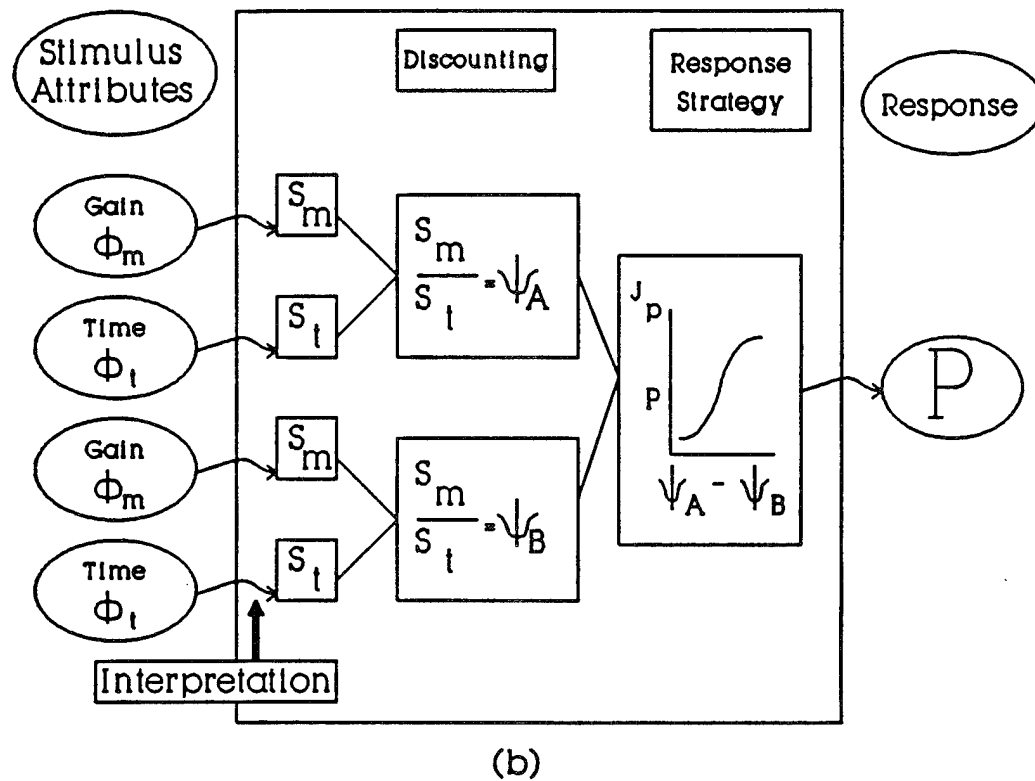 Stimulus
Attributes
Discounting
Response
Strategy
Response
Gain
Φm
Sm
Time
Φt
St
Sm
St
=ψA
Gain
Φm
Sm
Time
Φt
St
Sm
St
=ψB
Jp
P
ψA - ψB
P
Interpretation
(b)